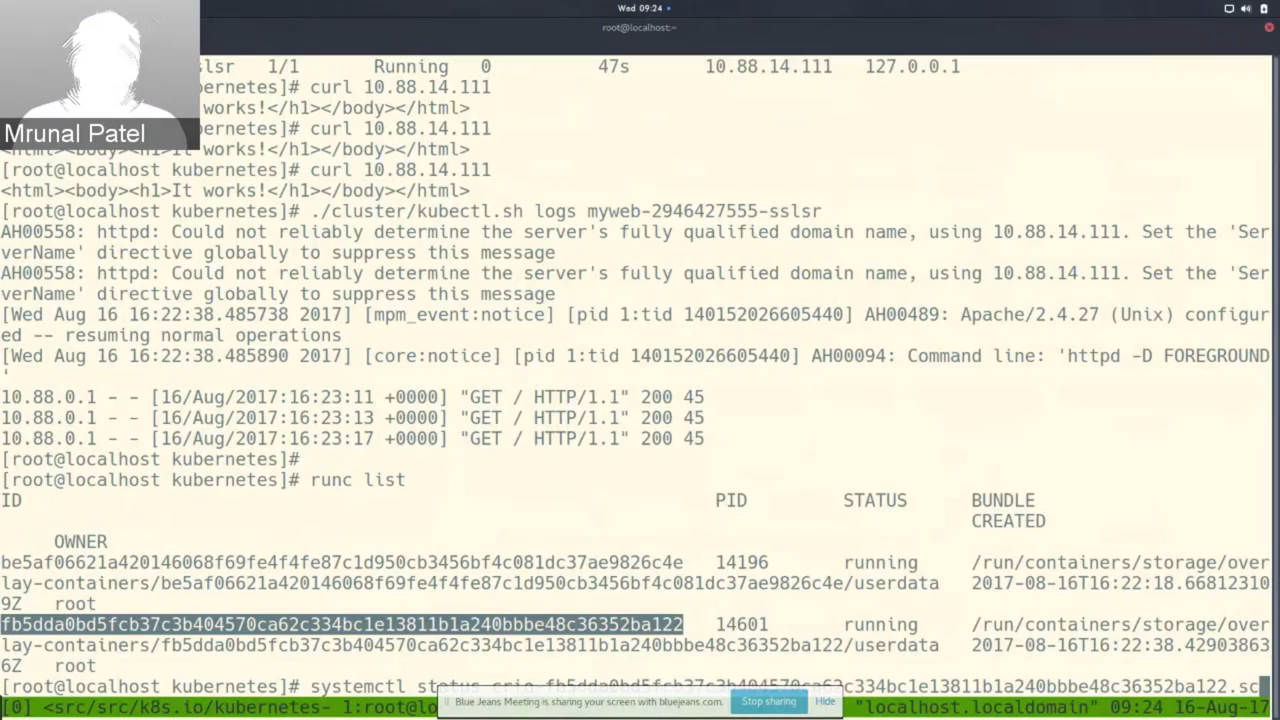 Wed 09:24
root@localhost:~
slsr 1/1 Running 0 47s 10.88.14.111 127.0.0.1
bernetes]# curl 10.88.14.111
works!</h1></body></html>
bernetes]# curl 10.88.14.111
Mrunal Patel
<html><body><h1>It works!</h1></body></html>
[root@localhost kubernetes]# curl 10.88.14.111
<html><body><h1>It works!</h1></body></html>
[root@localhost kubernetes]# ./cluster/kubectl.sh logs myweb-2946427555-sslsr
AH00558: httpd: Could not reliably determine the server's fully qualified domain name, using 10.88.14.111. Set the 'Ser
verName' directive globally to suppress this message
AH00558: httpd: Could not reliably determine the server's fully qualified domain name, using 10.88.14.111. Set the 'Ser
verName' directive globally to suppress this message
[Wed Aug 16 16:22:38.485738 2017] [mpm_event:notice] [pid 1:tid 140152026605440] AH00489: Apache/2.4.27 (Unix) configur
ed -- resuming normal operations
[Wed Aug 16 16:22:38.485890 2017] [core:notice] [pid 1:tid 140152026605440] AH00094: Command line: 'httpd -D FOREGROUND
'
10.88.0.1 - - [16/Aug/2017:16:23:11 +0000] "GET / HTTP/1.1" 200 45
10.88.0.1 - - [16/Aug/2017:16:23:13 +0000] "GET / HTTP/1.1" 200 45
10.88.0.1 - - [16/Aug/2017:16:23:17 +0000] "GET / HTTP/1.1" 200 45
[root@localhost kubernetes]#
[root@localhost kubernetes]# runc list
ID PID STATUS BUNDLE
CREATED
OWNER
be5af06621a420146068f69fe4f4fe87c1d950cb3456bf4c081dc37ae9826c4e 14196 running /run/containers/storage/over
lay-containers/be5af06621a420146068f69fe4f4fe87c1d950cb3456bf4c081dc37ae9826c4e/userdata 2017-08-16T16:22:18.66812310
9Z root
fb5dda0bd5fcb37c3b404570ca62c334bc1e13811b1a240bbbe48c36352ba122 14601 running /run/containers/storage/over
lay-containers/fb5dda0bd5fcb37c3b404570ca62c334bc1e13811b1a240bbbe48c36352ba122/userdata 2017-08-16T16:22:38.42903863
6Z root
[root@localhost kubernetes]# systemctl status crio-fb5dda0bd5fcb37c3b404570ca62c334bc1e13811b1a240bbbe48c36352ba122.sc
Blue Jeans Meeting is sharing your screen with bluejeans.com. Stop sharing Hide
[0] 0:rc/src/k8s.io/kubernetes- 1:root@lo "localhost.localdomain" 09:24 16-Aug-17